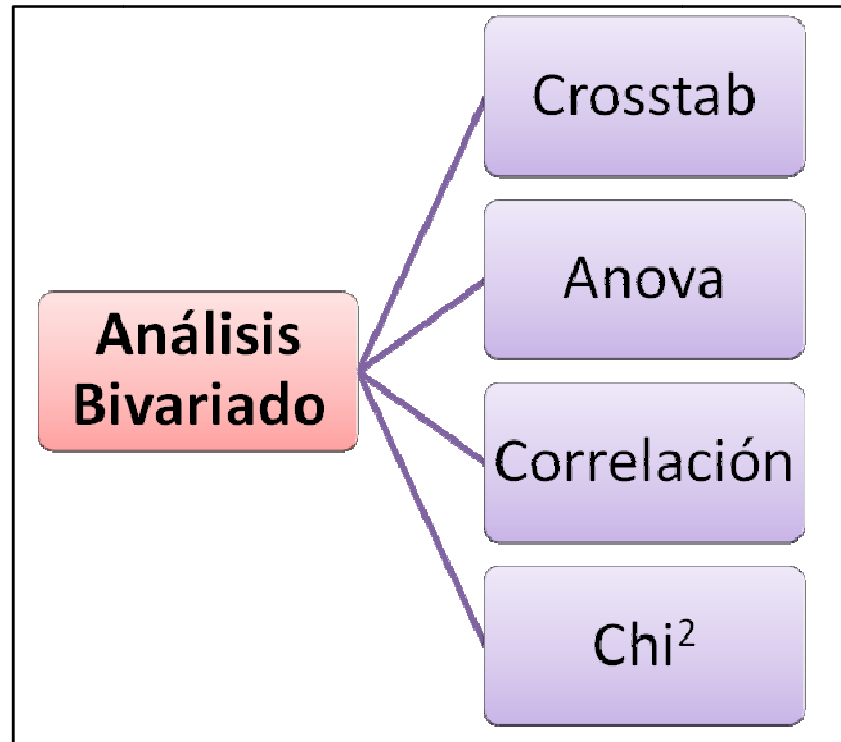 Crosstab
Anova
Análisis
Bivariado
Correlación
Chi²